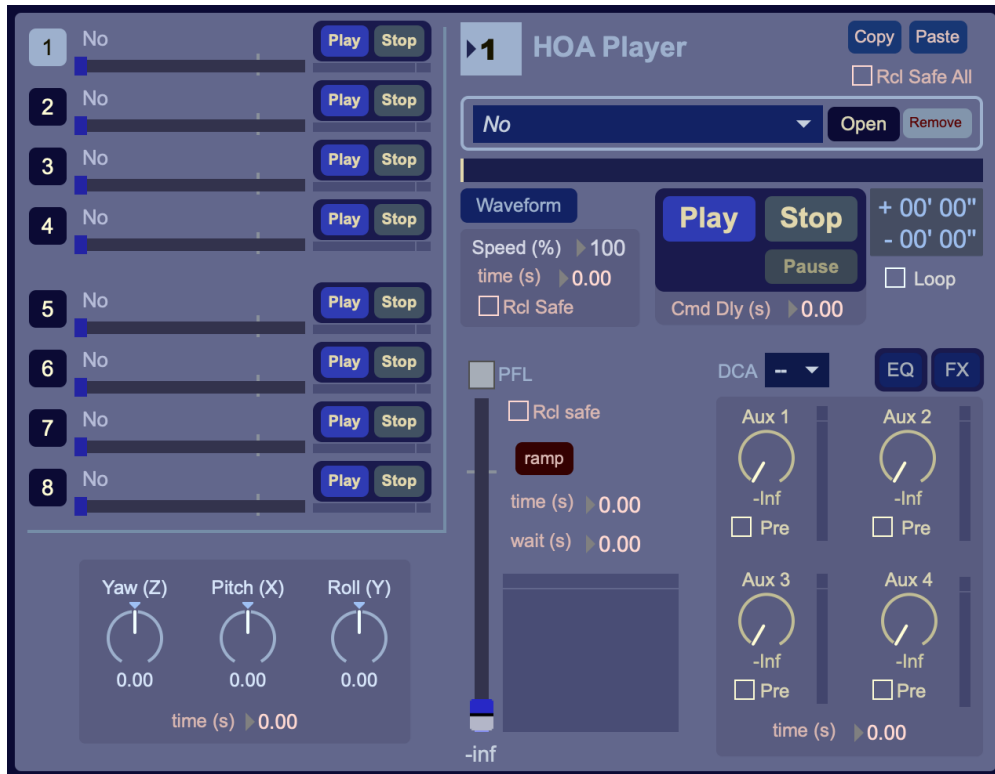 1 No Play Stop
2 No Play Stop
3 No Play Stop
4 No Play Stop
5 No Play Stop
6 No Play Stop
7 No Play Stop
8 No Play Stop
Yaw (Z) Pitch (X) Roll (Y)
0.00 0.00 0.00
time (s) 0.00
1 HOA Player
Copy Paste
Rcl Safe All
No Open Remove
Waveform
Speed (%) 100
time (s) 0.00
Rcl Safe
Play Stop
Pause
Cmd Dly (s) 0.00
+ 00' 00"
- 00' 00"
Loop
PFL
Rcl safe
ramp
time (s) 0.00
wait (s) 0.00
-inf
DCA -- EQ FX
Aux 1 Aux 2
-Inf -Inf
Pre Pre
Aux 3 Aux 4
-Inf -Inf
Pre Pre
time (s) 0.00